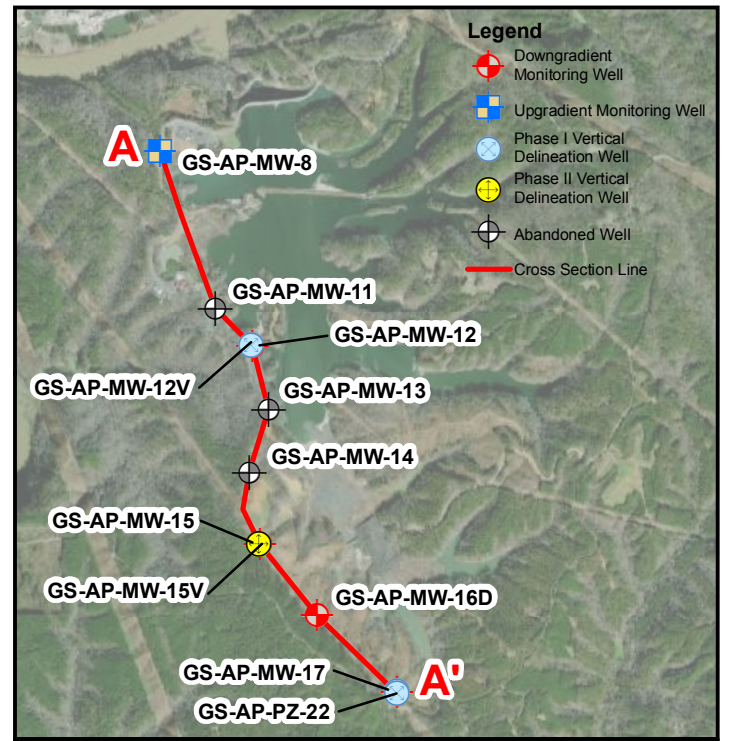 Legend
Downgradient
Monitoring Well
Upgradient Monitoring Well
Phase I Vertical
Delineation Well
Phase II Vertical
Delineation Well
Abandoned Well
Cross Section Line
A
GS-AP-MW-8
GS-AP-MW-11
GS-AP-MW-12
GS-AP-MW-12V
GS-AP-MW-13
GS-AP-MW-14
GS-AP-MW-15
GS-AP-MW-15V
GS-AP-MW-16D
GS-AP-MW-17
A'
GS-AP-PZ-22